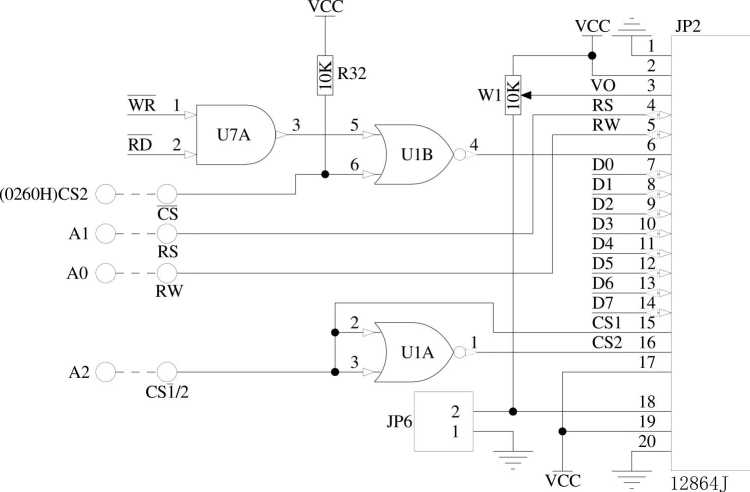 VCC
VCC
JP2
1
2
10K
R32
W1
10K
VO
3
WR
1
RS
4
U7A
3
5
RW
5
RD
2
U1B
4
6
6
D0
7
(0260H)CS2
CS
D1
8
D2
9
A1
RS
D3
10
D4
11
A0
RW
D5
12
D6
13
D7
14
2
CS1
15
U1A
1
CS2
16
A2
CS1/2
3
17
JP6
2
18
1
19
20
VCC
12864J